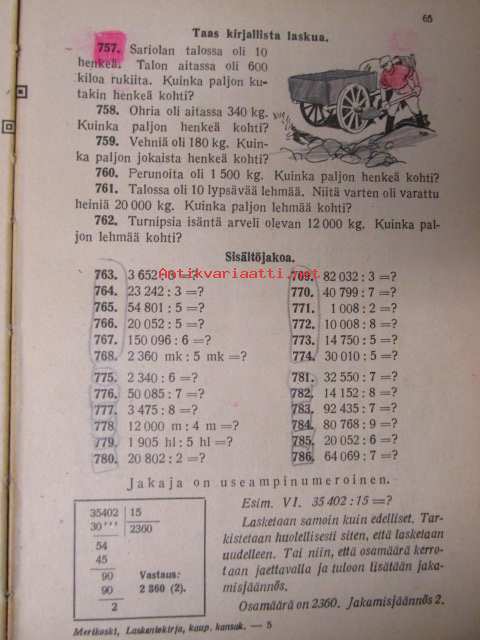 65
Taas kirjallista laskua.
757. Sariolan talossa oli 10
henkeä. Talon aitassa oli 600
kiloa rukiita. Kuinka paljon ku-
takin henkeä kohti?
758. Ohria oli aitassa 340 kg.
Kuinka paljon henkeä kohti?
759. Vehniä oli 180 kg. Kuin-
ka paljon jokaista henkeä kohti?
760. Perunoita oli 1 500 kg. Kuinka paljon henkeä kohti?
761. Talossa oli 10 lypsävää lehmää. Niitä varten oli varattu
heiniä 20 000 kg. Kuinka paljon lehmää kohti?
762. Turnipsia isäntä arveli olevan 12 000 kg. Kuinka pal-
jon lehmää kohti?
Sisältöjakoa.
Antikvariaatti.net
763. 3 652 : 3 =?
764. 23 242 : 3 =?
765. 54 801 : 5 =?
766. 20 052 : 5 =?
767. 150 096 : 6 =?
768. 2 360 mk : 5 mk =?
769. 82 032 : 3 =?
770. 40 799 : 7 =?
771. 1 008 : 2 =?
772. 10 008 : 8 =?
773. 14 750 : 5 =?
774. 30 010 : 5 =?
775. 2 340 : 6 =?
776. 50 085 : 7 =?
777. 3 475 : 8 =?
778. 12 000 m : 4 m =?
779. 1 905 hl : 5 hl =?
780. 20 802 : 2 =?
781. 32 550 : 7 =?
782. 14 152 : 8 =?
783. 92 435 : 7 =?
784. 80 768 : 9 =?
785. 20 052 : 6 =?
786. 64 069 : 7 =?
Jakaja on useampinumeroinen.
35402 | 15
30''' | 2360
54
45
90
90
2
Vastaus:
2 360 (2).
Esim. VI. 35 402 : 15 =?
Lasketaan samoin kuin edelliset. Tar-
kistetaan huolellisesti siten, että lasketaan
uudelleen. Tai niin, että osamäärä kerro-
taan jaettavalla ja tuloon lisätään jaka-
misjäännös.
Osamäärä on 2360. Jakamisjäännös 2.
Merikoski, Laskentokirja, kaup. kansak. — 5